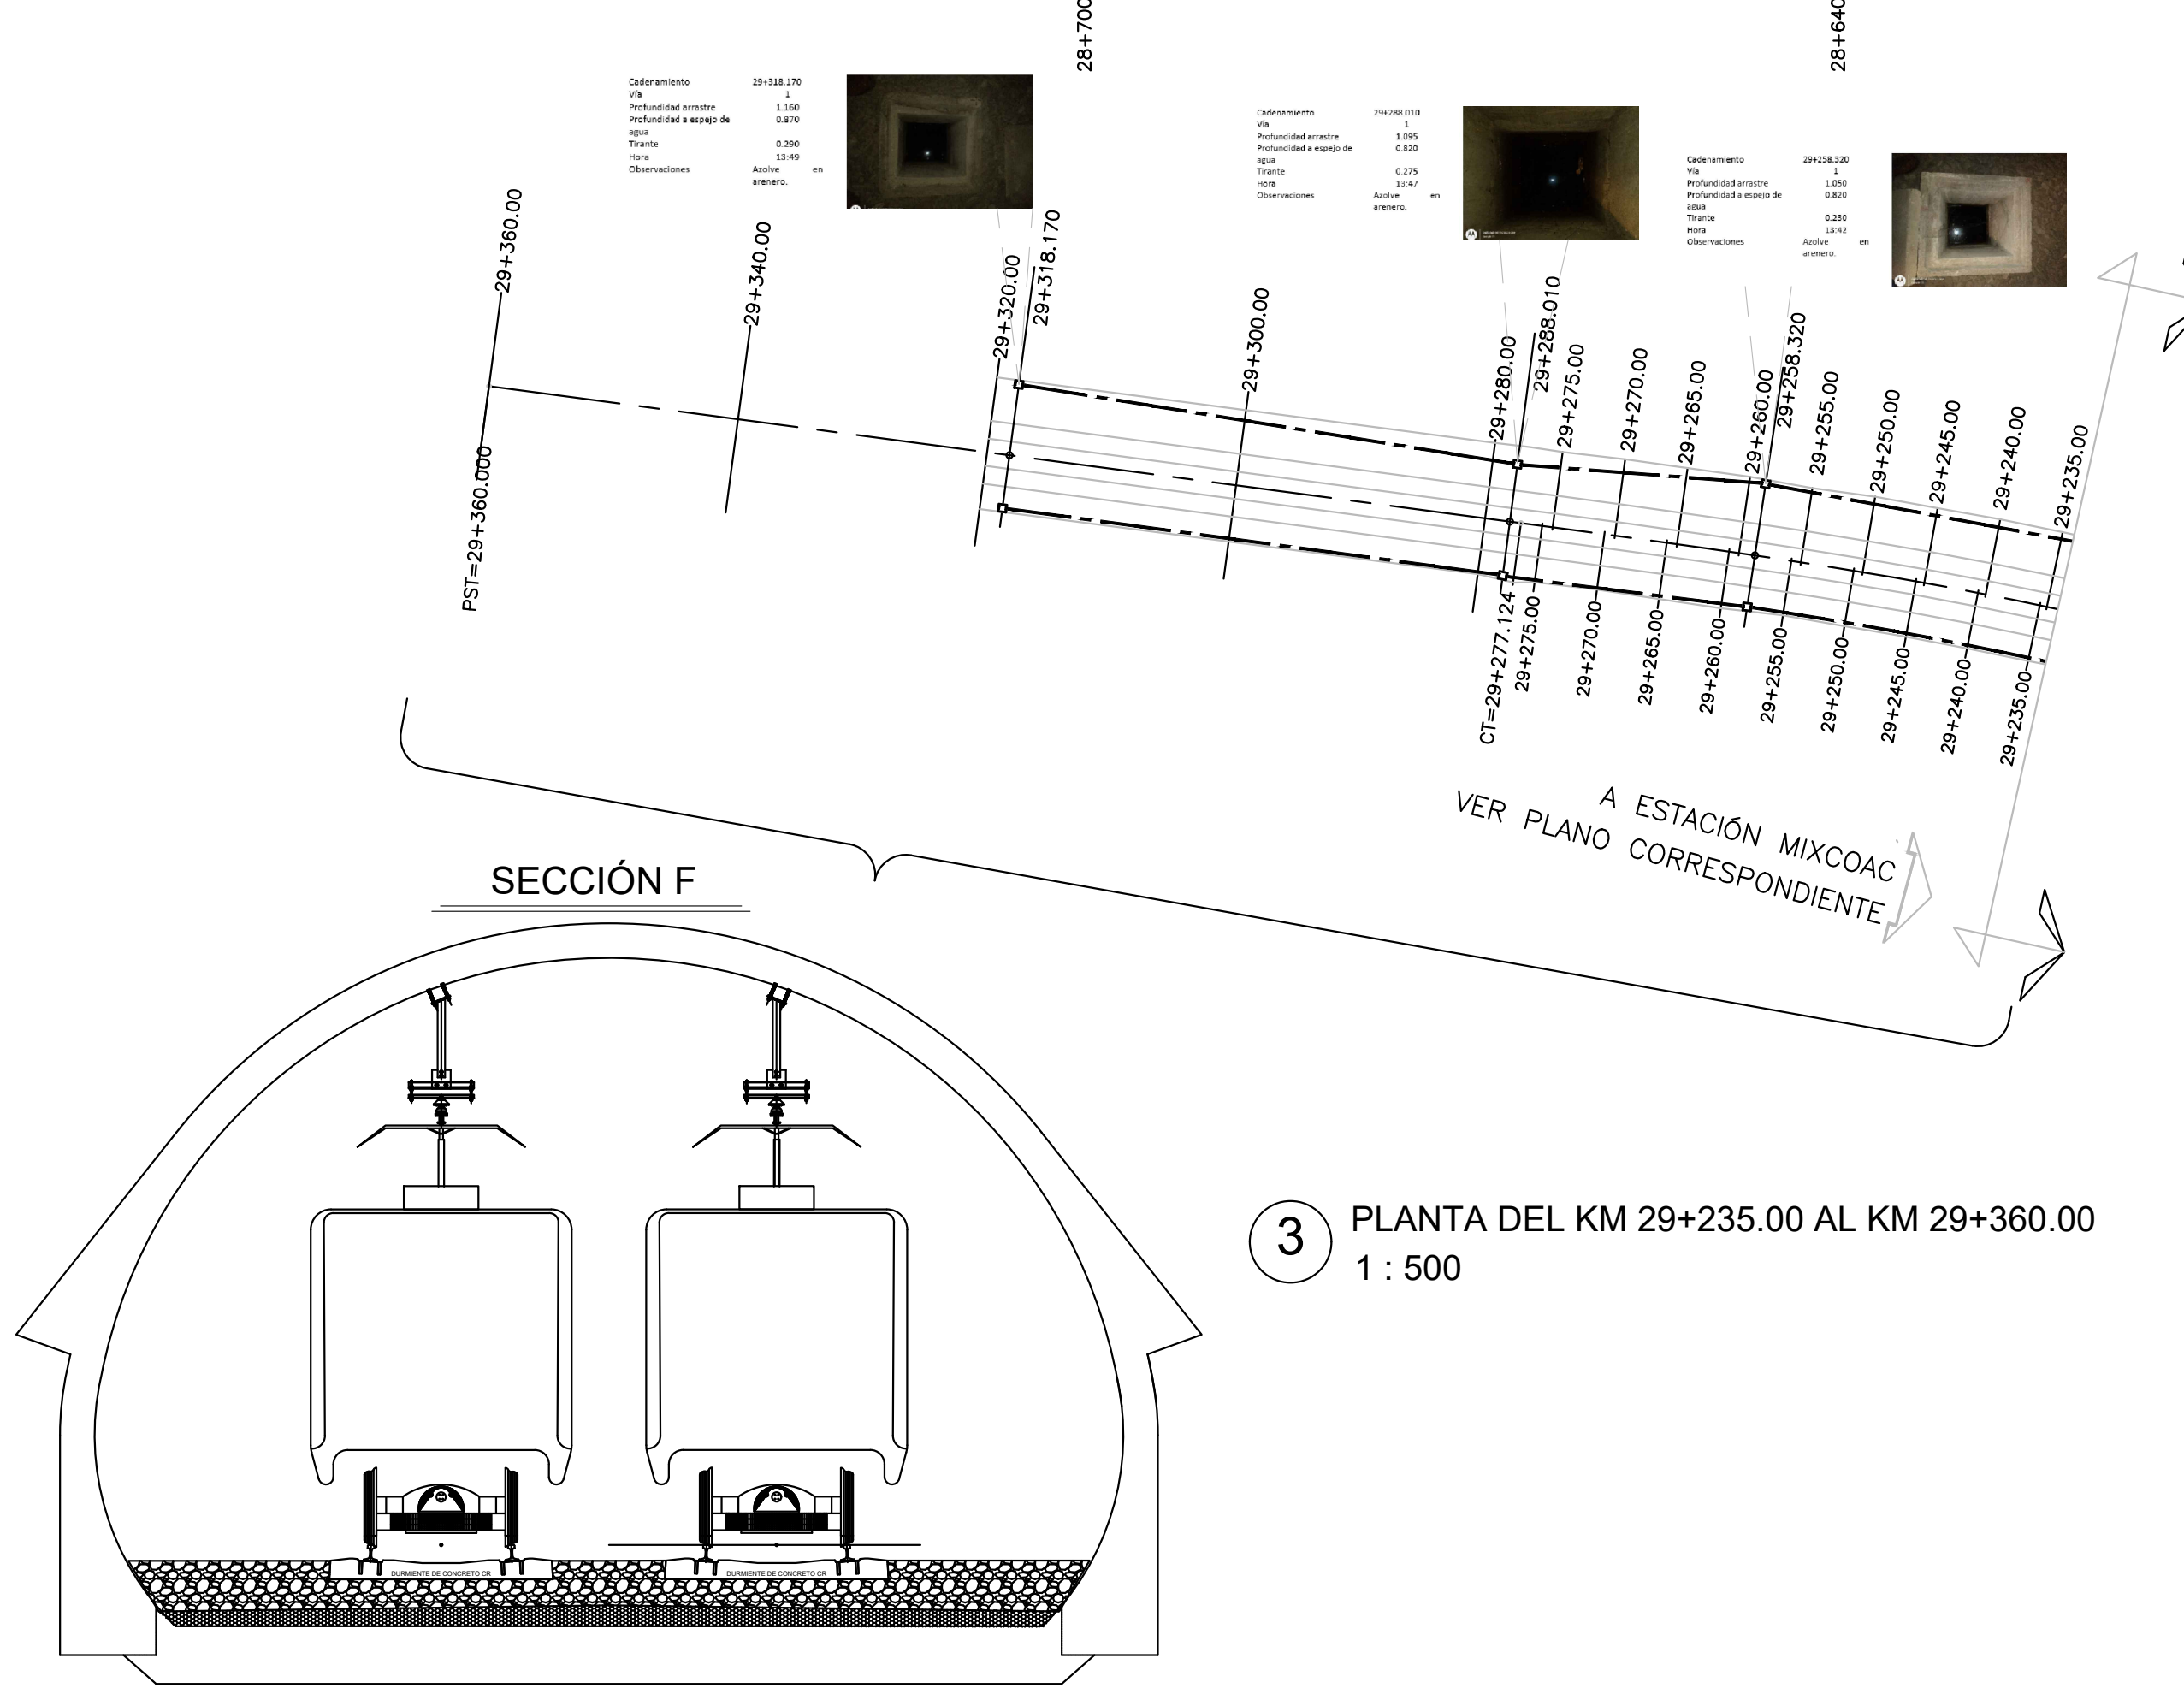 28+700
28+640
Cadenamiento 29+318.170
Vía 1
Profundidad arrastre 1.160
Profundidad a espejo de 0.870
agua
Tirante 0.290
Hora 13:49
Observaciones Azolve en
arenero.
Cadenamiento 29+288.010
Vía 1
Profundidad arrastre 1.095
Profundidad a espejo de 0.820
agua
Tirante 0.275
Hora 13:47
Observaciones Azolve en
arenero.
Cadenamiento 29+258.320
Vía 1
Profundidad arrastre 1.050
Profundidad a espejo de 0.820
agua
Tirante 0.230
Hora 13:42
Observaciones Azolve en
arenero.
29+360.00
29+340.00
29+320.00
29+318.170
29+300.00
29+280.00
29+288.010
29+275.00
29+270.00
29+265.00
29+260.00
29+258.320
29+255.00
29+250.00
29+245.00
29+240.00
29+235.00
PST=29+360.000
CT=29+277.124
29+275.00
29+270.00
29+265.00
29+260.00
29+255.00
29+250.00
29+245.00
29+240.00
29+235.00
A ESTACIÓN MIXCOAC
VER PLANO CORRESPONDIENTE
SECCIÓN F
DURMIENTE DE CONCRETO CR
DURMIENTE DE CONCRETO CR
3
PLANTA DEL KM 29+235.00 AL KM 29+360.00
1 : 500